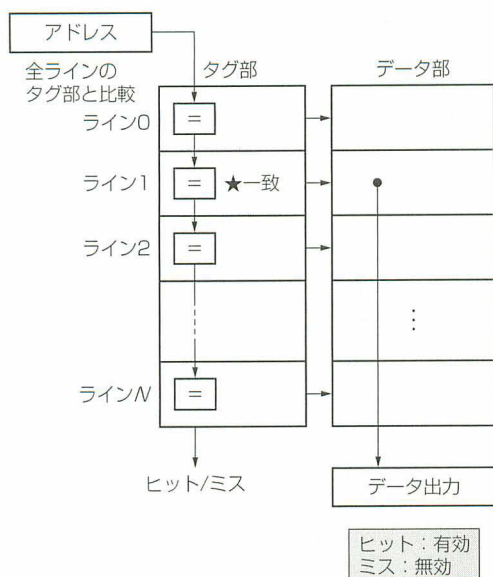 アドレス
全ラインの
タグ部と比較
タグ部
データ部
ライン0
=
ライン1
=
★一致
ライン2
=
⋮
ラインN
=
ヒット/ミス
データ出力
ヒット:有効
ミス:無効